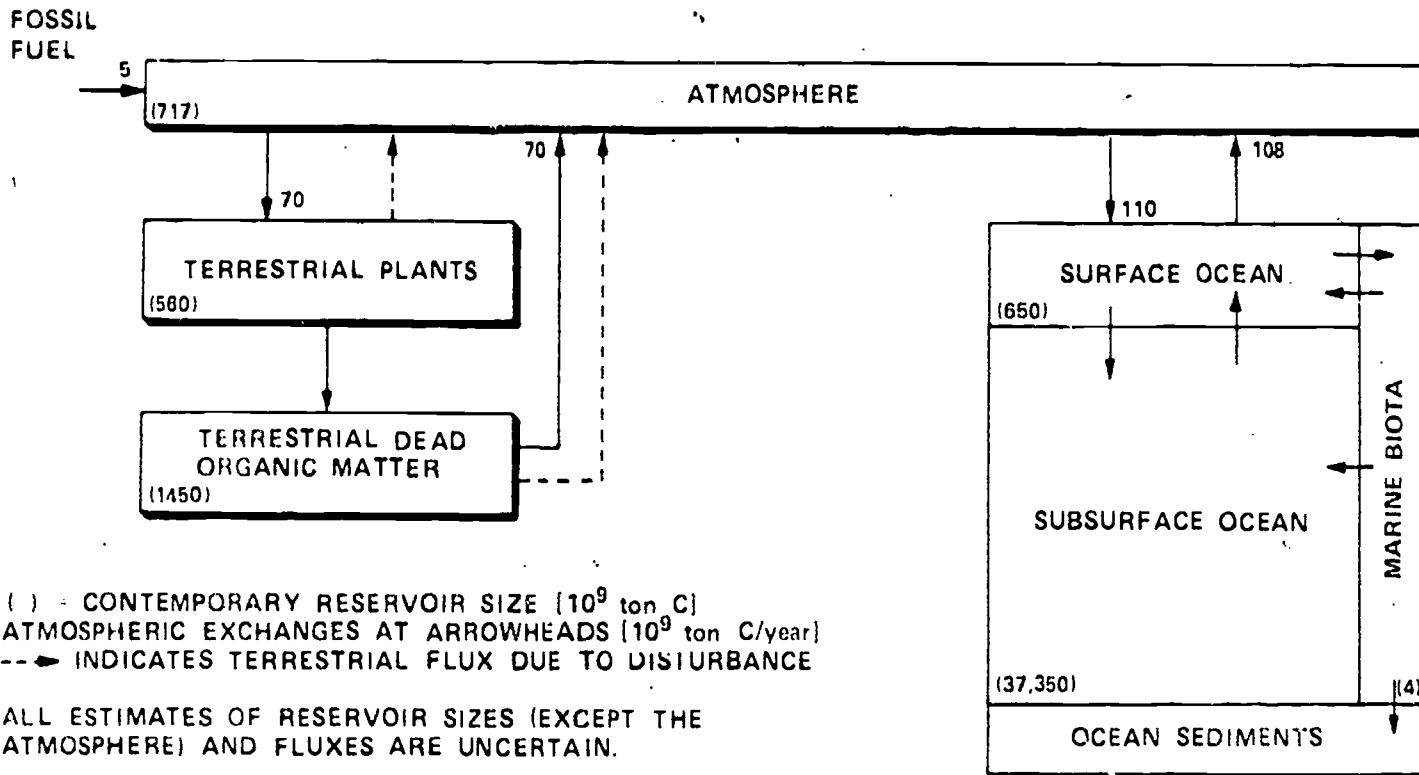 FOSSIL
FUEL
5
ATMOSPHERE
(717)
70
70
108
110
TERRESTRIAL PLANTS
(560)
SURFACE OCEAN
(650)
TERRESTRIAL DEAD
ORGANIC MATTER
(1450)
SUBSURFACE OCEAN
MARINE BIOTA
(37,350)
(4)
OCEAN SEDIMENTS
( ) - CONTEMPORARY RESERVOIR SIZE [10⁹ ton C]
ATMOSPHERIC EXCHANGES AT ARROWHEADS [10⁹ ton C/year]
--► INDICATES TERRESTRIAL FLUX DUE TO DISTURBANCE
ALL ESTIMATES OF RESERVOIR SIZES (EXCEPT THE
ATMOSPHERE) AND FLUXES ARE UNCERTAIN.